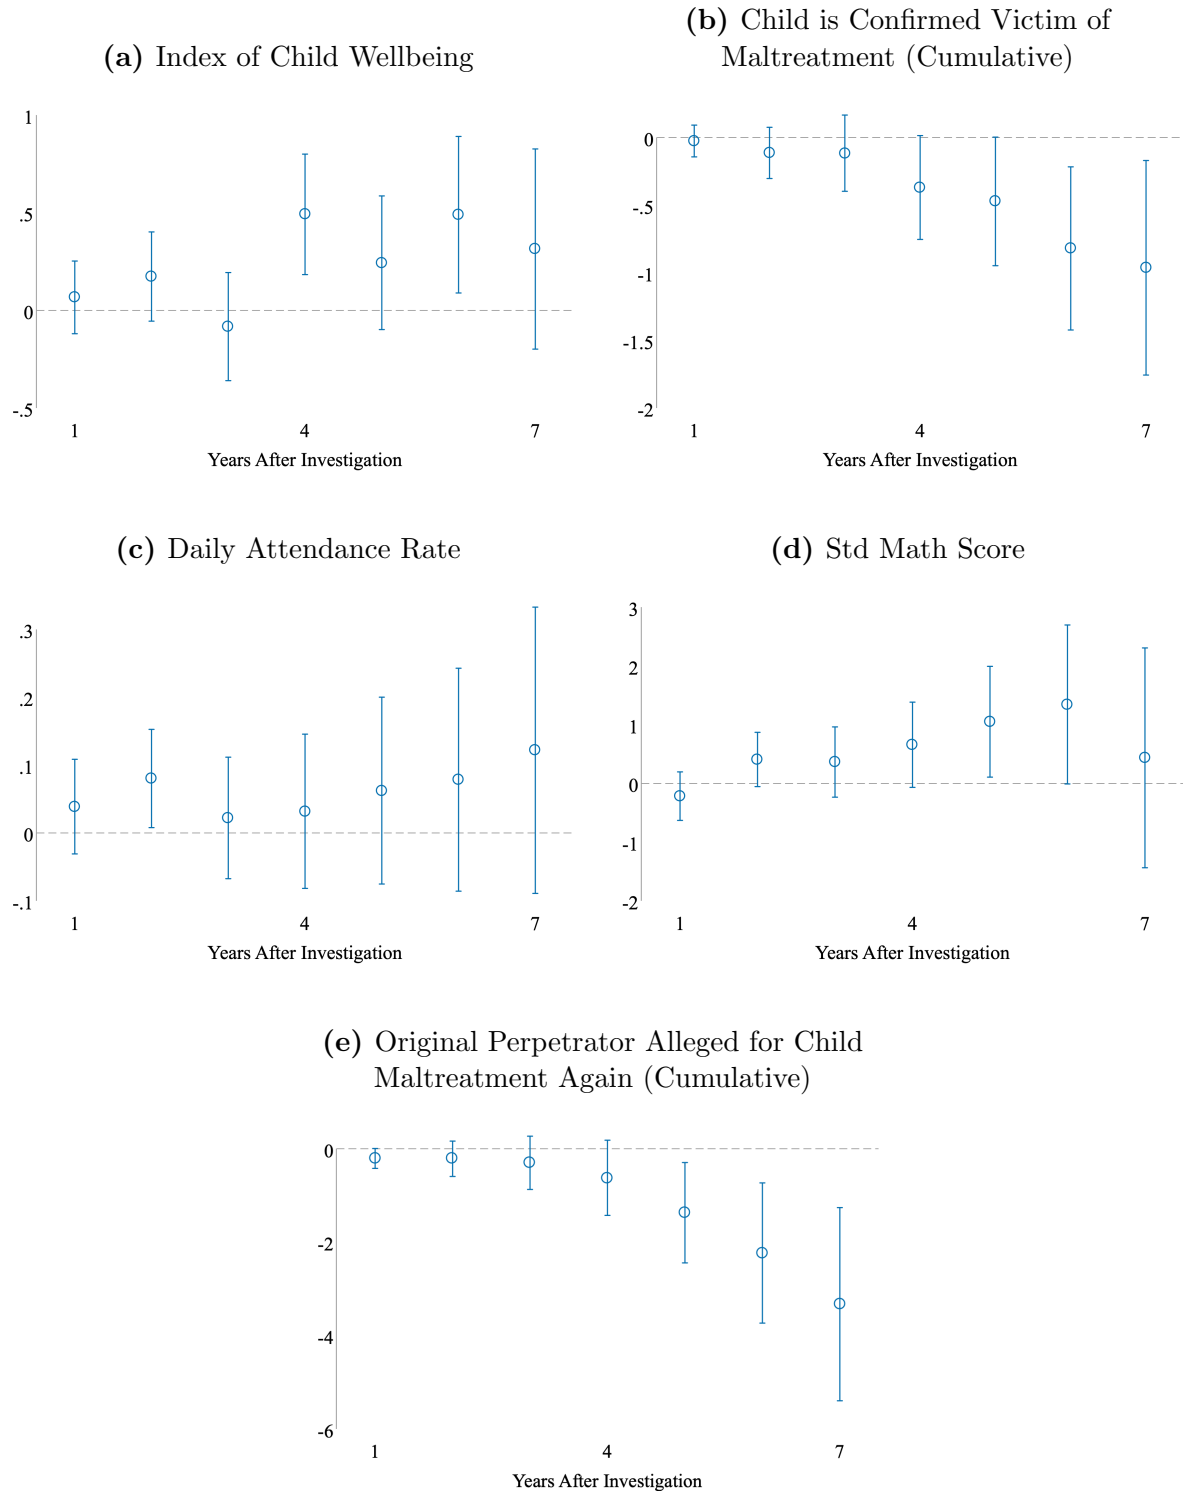 (a) Index of Child Wellbeing
1
.5
0
-.5
1 4 7
Years After Investigation
(b) Child is Confirmed Victim of
Maltreatment (Cumulative)
0
-.5
-1
-1.5
-2
1 4 7
Years After Investigation
(c) Daily Attendance Rate
.3
.2
.1
0
-.1
1 4 7
Years After Investigation
(d) Std Math Score
3
2
1
0
-1
-2
1 4 7
Years After Investigation
(e) Original Perpetrator Alleged for Child
Maltreatment Again (Cumulative)
0
-2
-4
-6
1 4 7
Years After Investigation